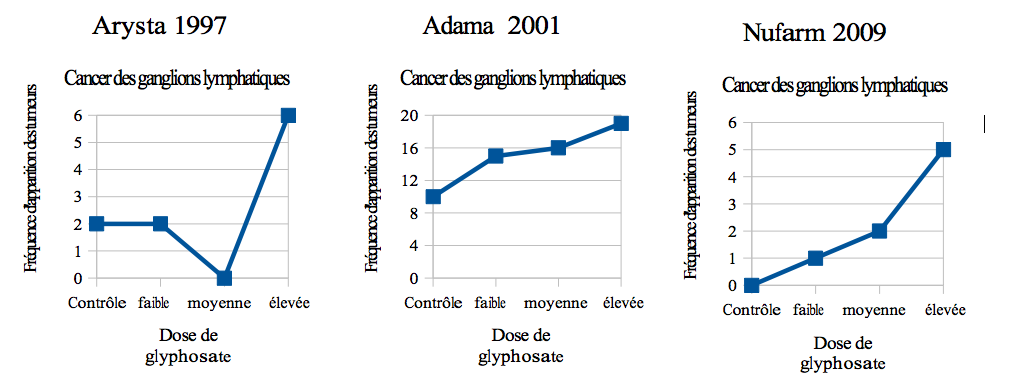 Arysta 1997
Cancer des ganglions lymphatiques
Fréquence d'apparition des tumeurs
6
5
4
3
2
1
0
Contrôle faible moyenne élevée
Dose de
glyphosate
Adama 2001
Cancer des ganglions lymphatiques
Fréquence d'apparition des tumeurs
20
16
12
8
4
0
Contrôle faible moyenne élevée
Dose de
glyphosate
Nufarm 2009
Cancer des ganglions lymphatiques
Fréquence d'apparition des tumeurs
6
5
4
3
2
1
0
Contrôle faible moyenne élevée
Dose de
glyphosate